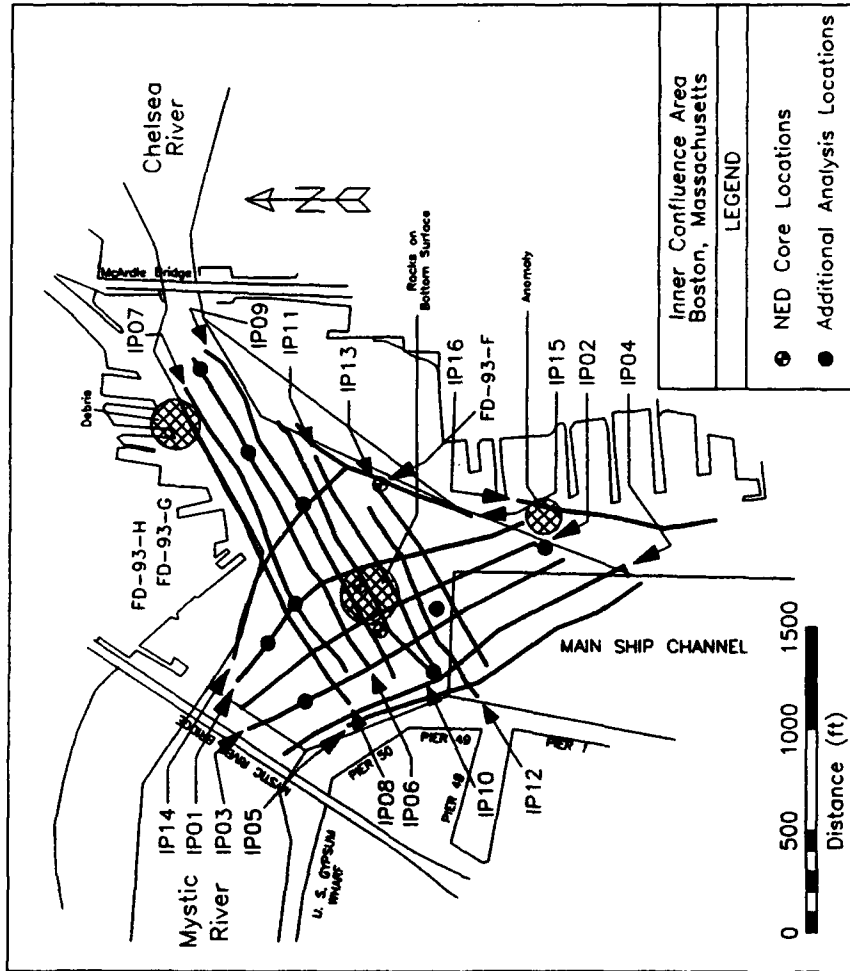 Chelsea
River
McArdle Bridge
IP07
IP09
IP11
Debris
Rocks on
Bottom Surface
Anomaly
IP13
IP16
FD-93-F
IP15
IP02
IP04
FD-93-H
FD-93-G
MAIN SHIP CHANNEL
MYSTIC RIVER BRIDGE
IP14
IP01
IP03
IP05
Mystic
River
U. S. GYPSUM
WHARF
PIER 50
PIER 49
PIER 48
PIER 1
IP08
IP06
IP10
IP12
0 500 1000 1500
Distance (ft)
N
Inner Confluence Area
Boston, Massachusetts
LEGEND
NED Core Locations
Additional Analysis Locations